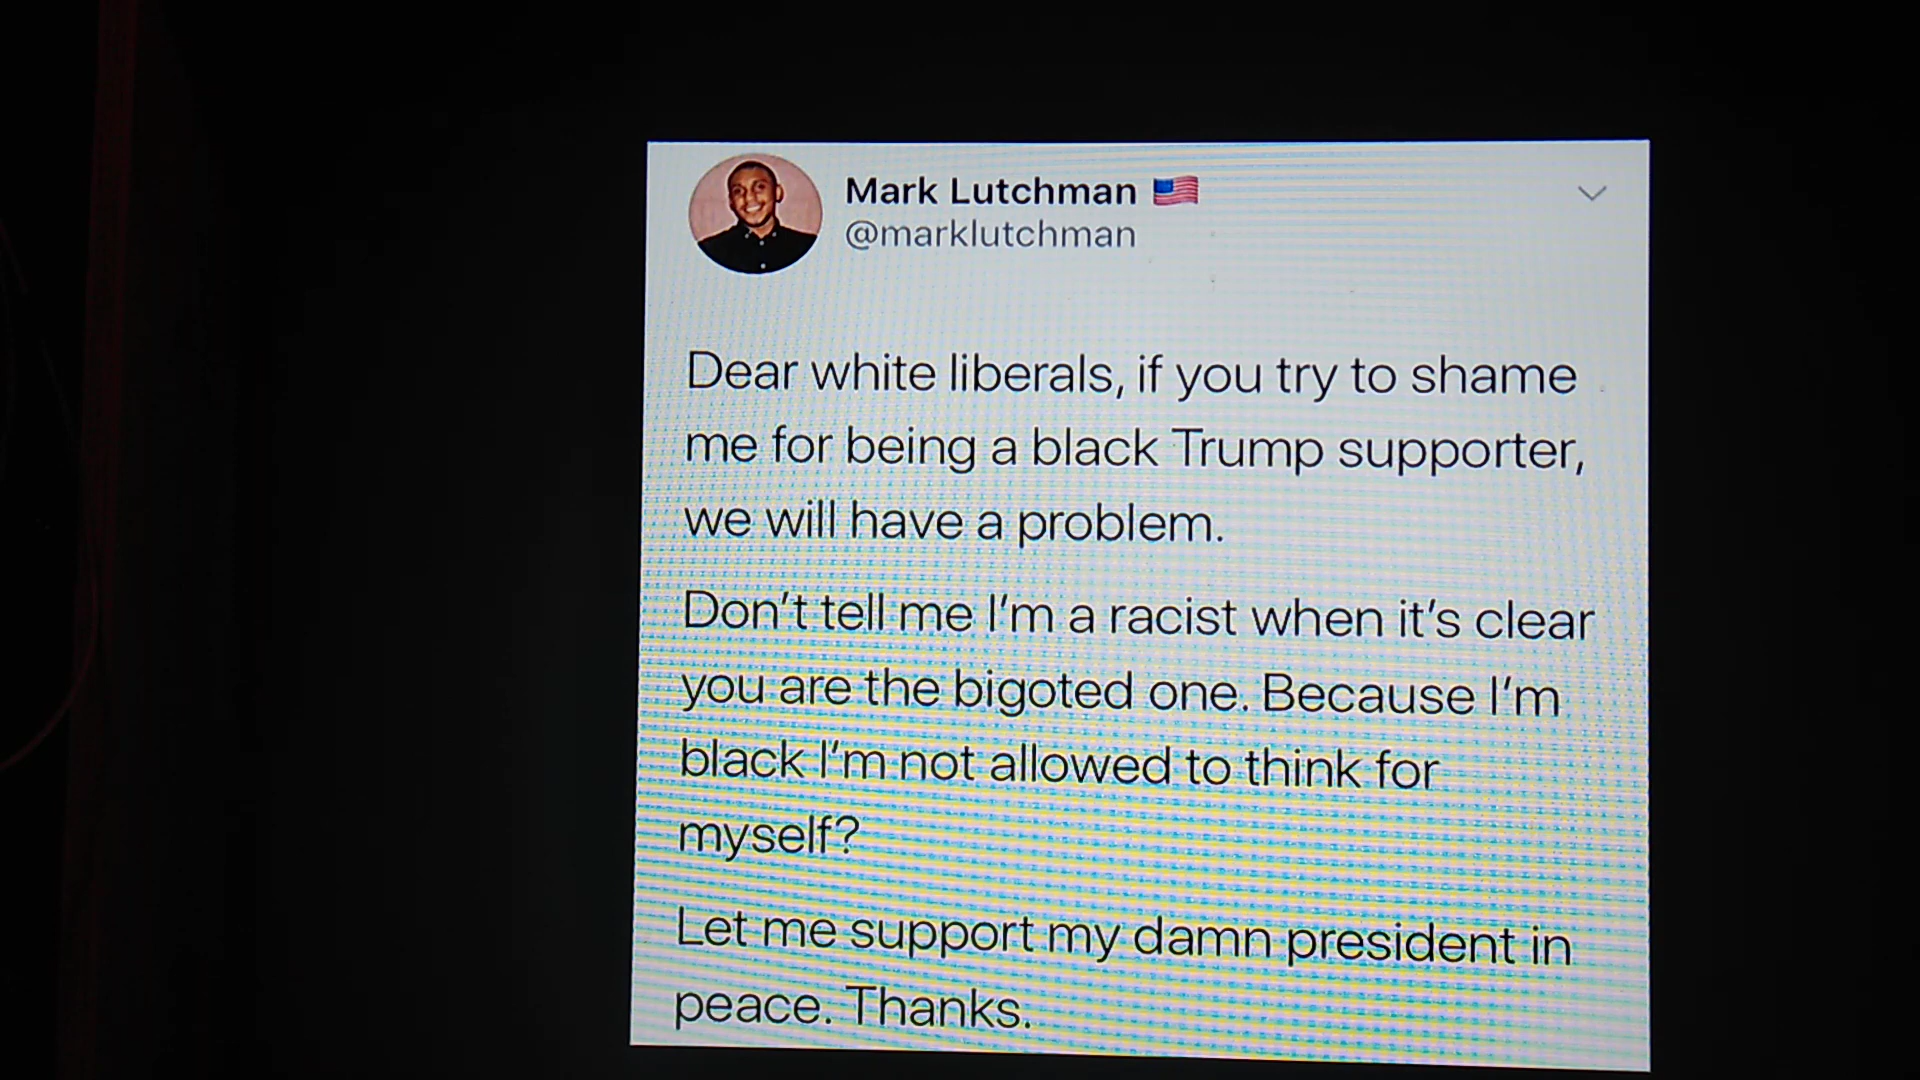 Mark Lutchman 🇺🇸
@marklutchman
Dear white liberals, if you try to shame
me for being a black Trump supporter,
we will have a problem.
Don't tell me I'm a racist when it's clear
you are the bigoted one. Because I'm
black I'm not allowed to think for
myself?
Let me support my damn president in
peace. Thanks.